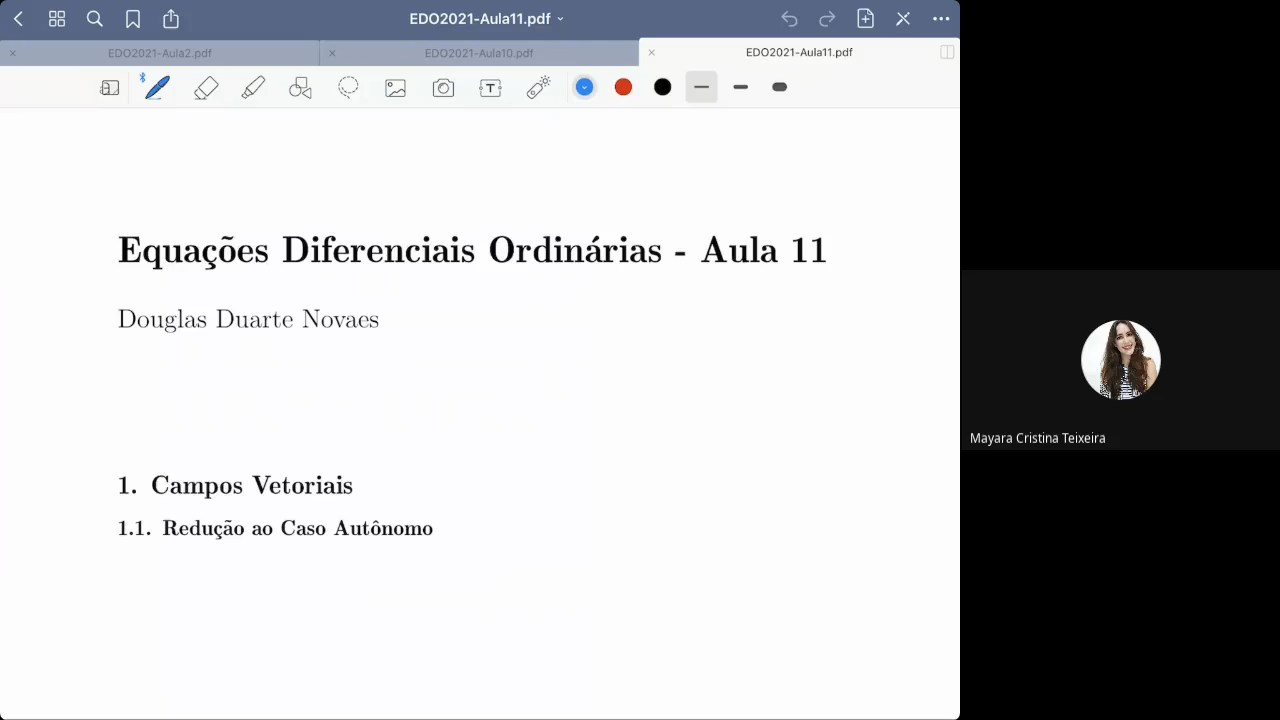 EDO2021-Aula11.pdf
EDO2021-Aula2.pdf
EDO2021-Aula10.pdf
EDO2021-Aula11.pdf
T
Equações Diferenciais Ordinárias - Aula 11
Douglas Duarte Novaes
1. Campos Vetoriais
1.1. Redução ao Caso Autônomo
Mayara Cristina Teixeira